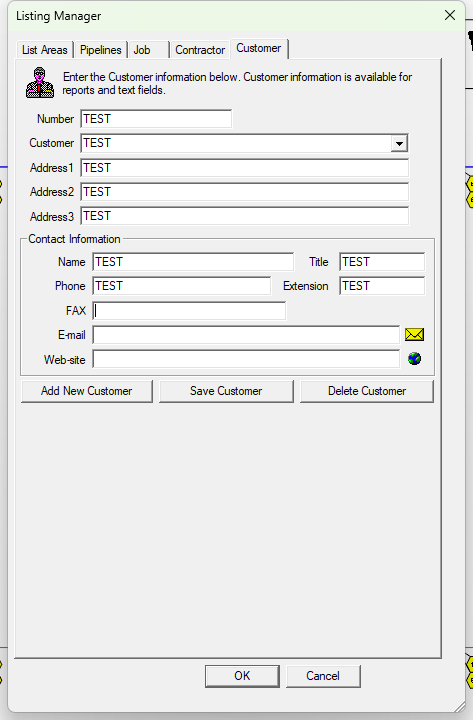 Listing Manager
List Areas Pipelines Job Contractor Customer
Enter the Customer information below. Customer information is available for
reports and text fields.
Number TEST
Customer TEST
Address1 TEST
Address2 TEST
Address3 TEST
Contact Information
Name TEST Title TEST
Phone TEST Extension TEST
FAX
E-mail
Web-site
Add New Customer Save Customer Delete Customer
OK Cancel